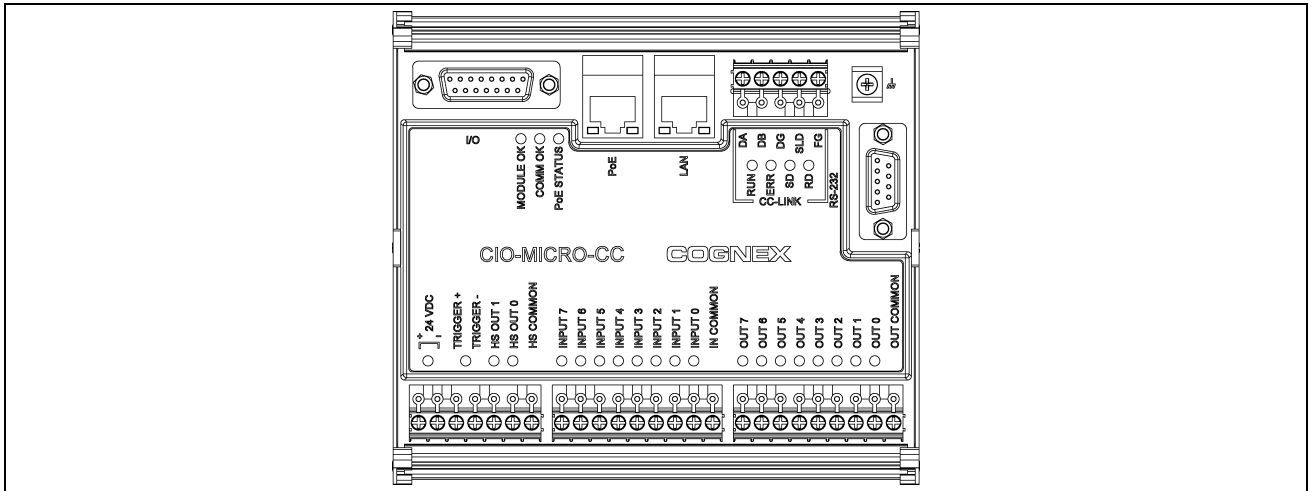 I/O
MODULE OK
COMM OK
PoE STATUS
PoE
LAN
DA
DB
DG
SLD
FG
RUN
L ERR
SD
RD
CC-LINK
RS-232
CIO-MICRO-CC
COGNEX
+
-
24 VDC
TRIGGER +
TRIGGER -
HS OUT 1
HS OUT 0
HS COMMON
INPUT 7
INPUT 6
INPUT 5
INPUT 4
INPUT 3
INPUT 2
INPUT 1
INPUT 0
IN COMMON
OUT 7
OUT 6
OUT 5
OUT 4
OUT 3
OUT 2
OUT 1
OUT 0
OUT COMMON